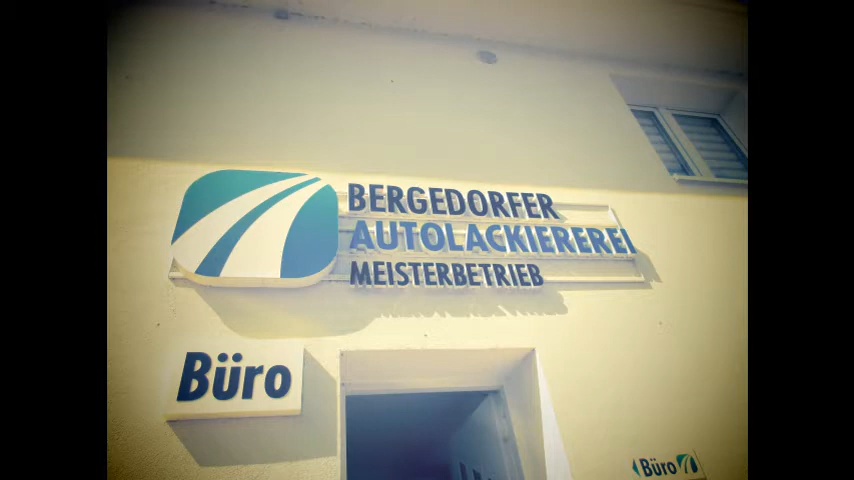 BERGEDORFER
AUTOLACKIEREREI
MEISTERBETRIEB
Büro
Büro